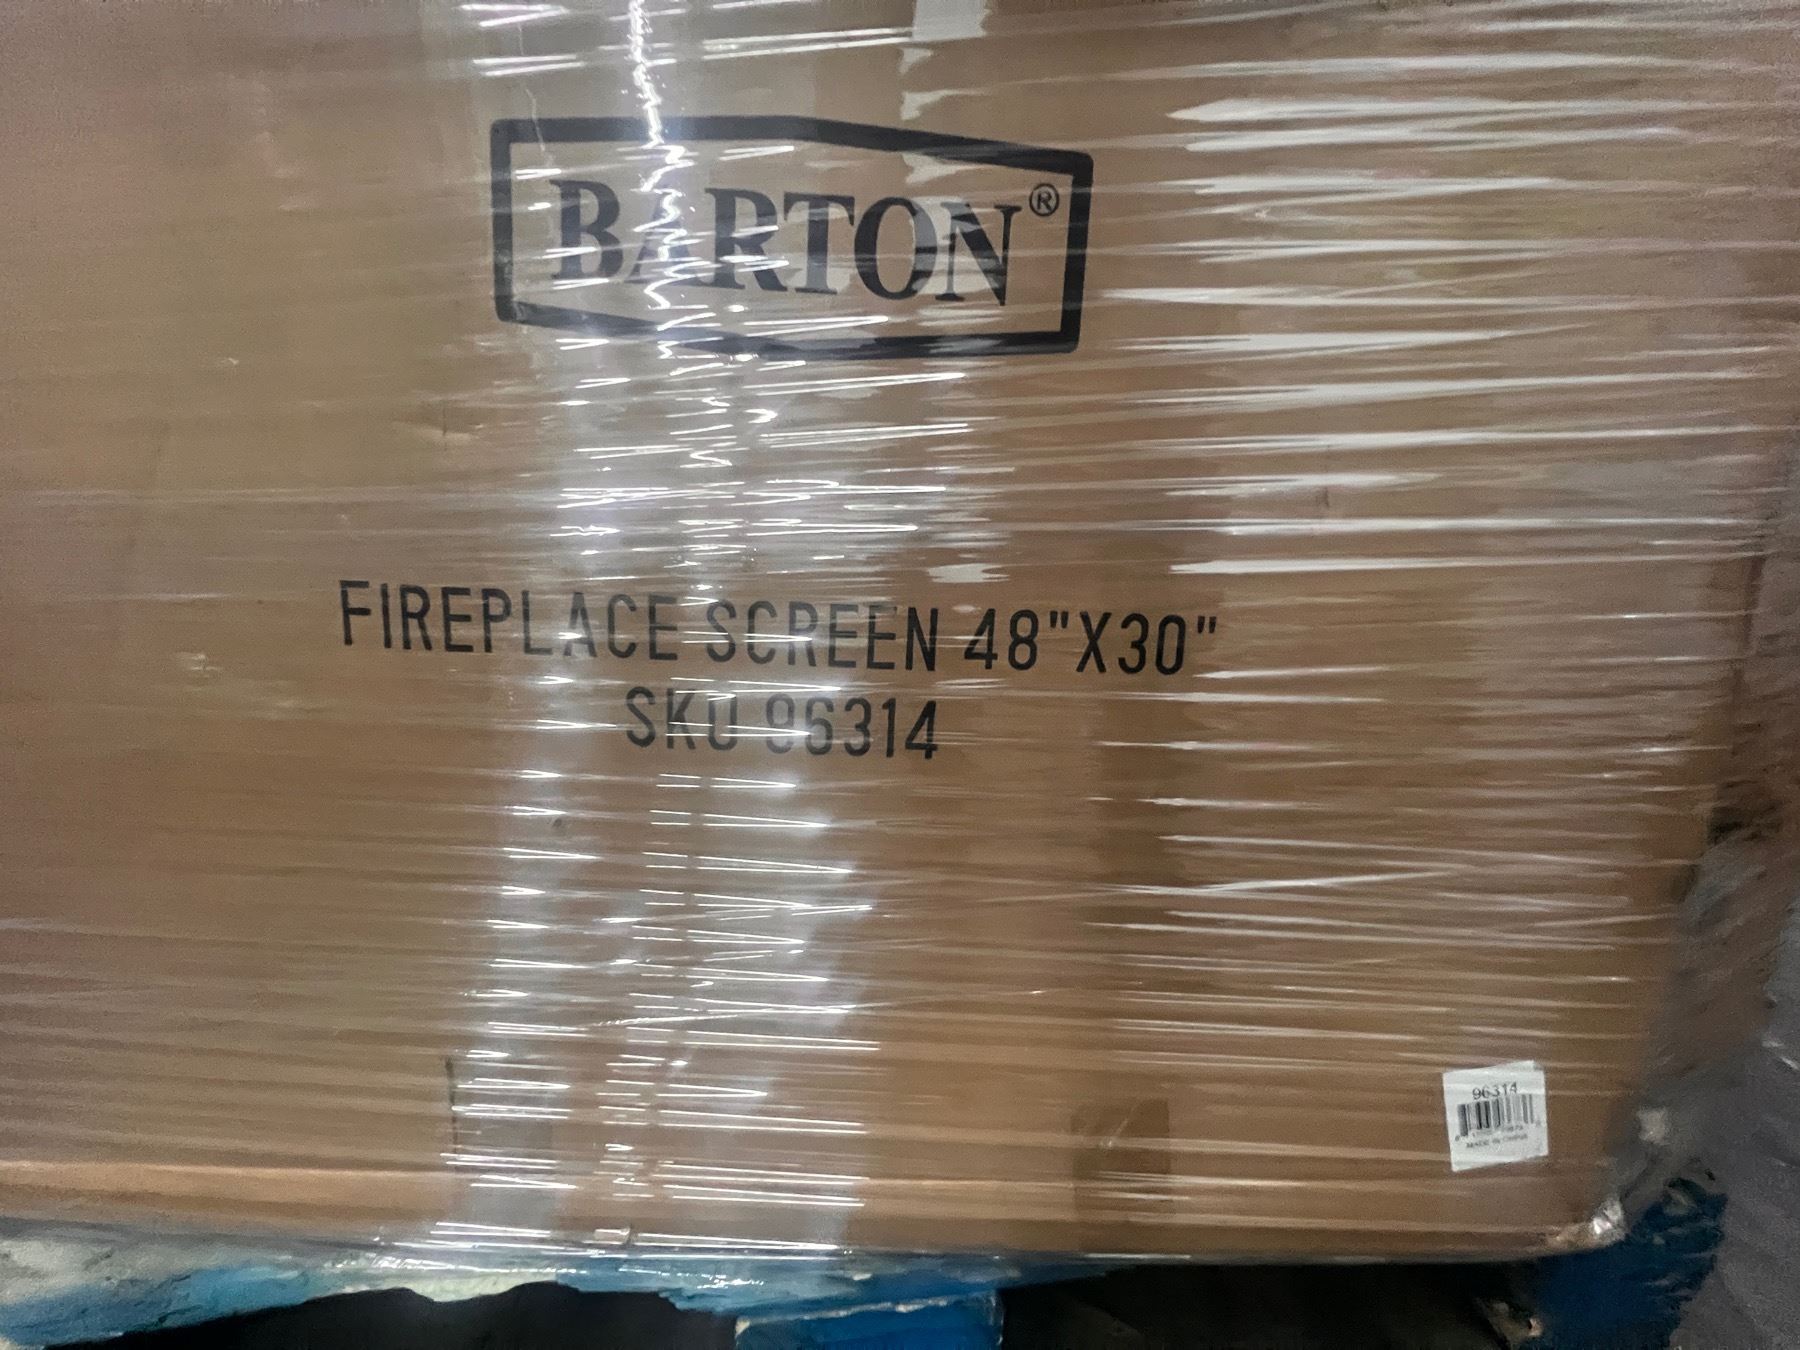 BARTON®
FIREPLACE SCREEN 48"X30"
SKU 96314
96314